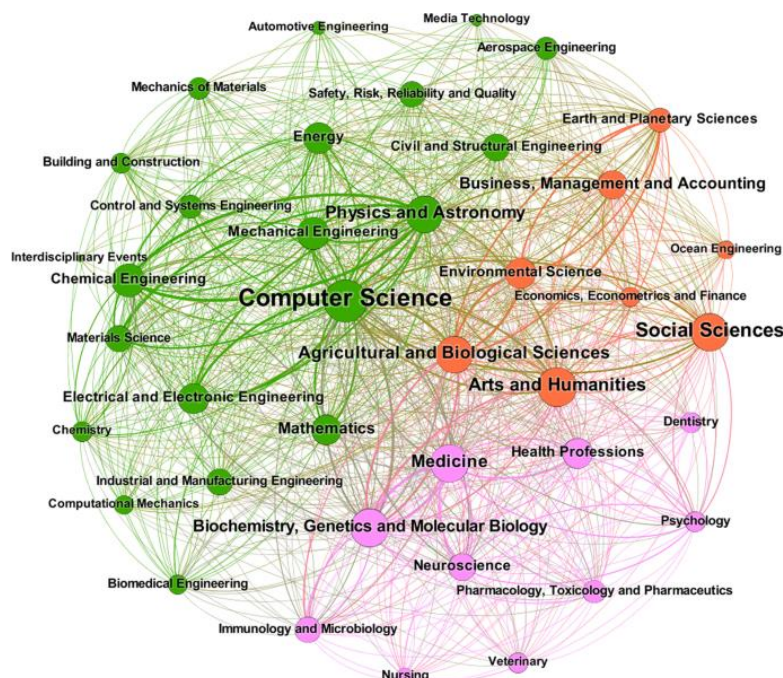 Media Technology
Automotive Engineering
Aerospace Engineering
Mechanics of Materials
Safety, Risk, Reliability and Quality
Earth and Planetary Sciences
Energy
Civil and Structural Engineering
Building and Construction
Business, Management and Accounting
Control and Systems Engineering
Physics and Astronomy
Mechanical Engineering
Ocean Engineering
Interdisciplinary Events
Chemical Engineering
Environmental Science
Computer Science
Economics, Econometrics and Finance
Materials Science
Social Sciences
Agricultural and Biological Sciences
Arts and Humanities
Electrical and Electronic Engineering
Chemistry
Mathematics
Dentistry
Health Professions
Medicine
Industrial and Manufacturing Engineering
Computational Mechanics
Psychology
Biochemistry, Genetics and Molecular Biology
Neuroscience
Biomedical Engineering
Pharmacology, Toxicology and Pharmaceutics
Immunology and Microbiology
Veterinary
Nursing